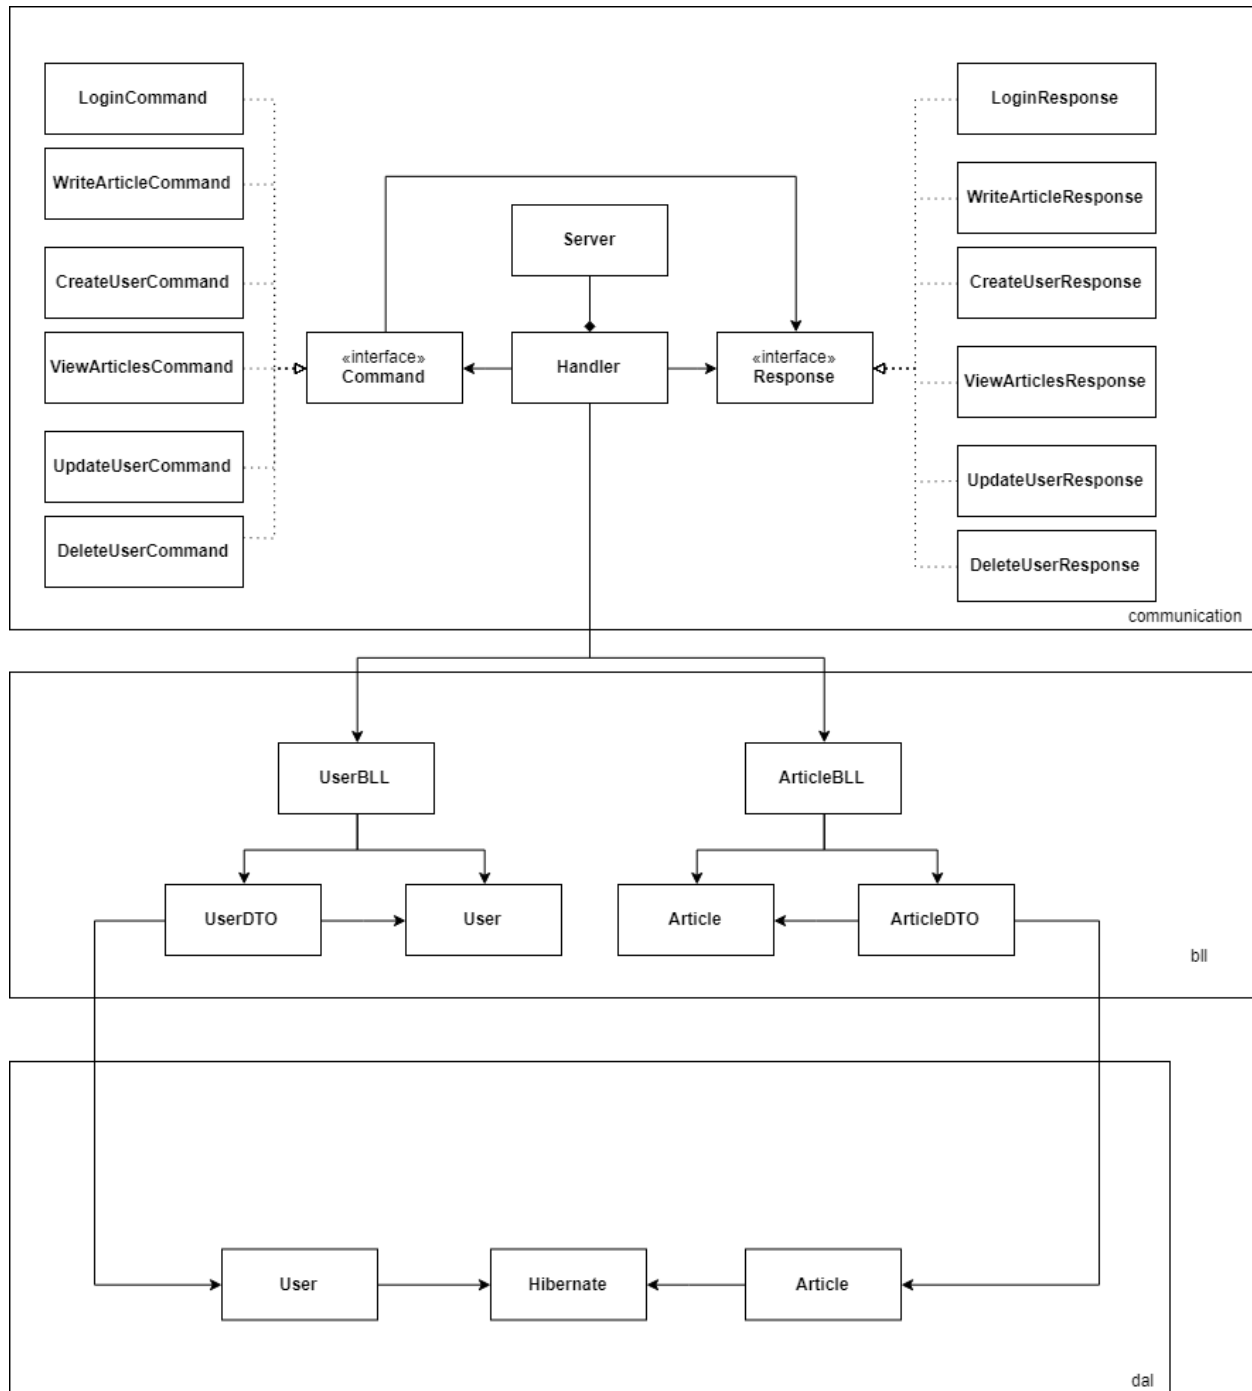 LoginCommand
LoginResponse
WriteArticleCommand
WriteArticleResponse
Server
CreateUserCommand
CreateUserResponse
«interface»
Command
Handler
«interface»
Response
ViewArticlesCommand
ViewArticlesResponse
UpdateUserCommand
UpdateUserResponse
DeleteUserCommand
DeleteUserResponse
communication
UserBLL
ArticleBLL
UserDTO
User
Article
ArticleDTO
bll
User
Hibernate
Article
dal